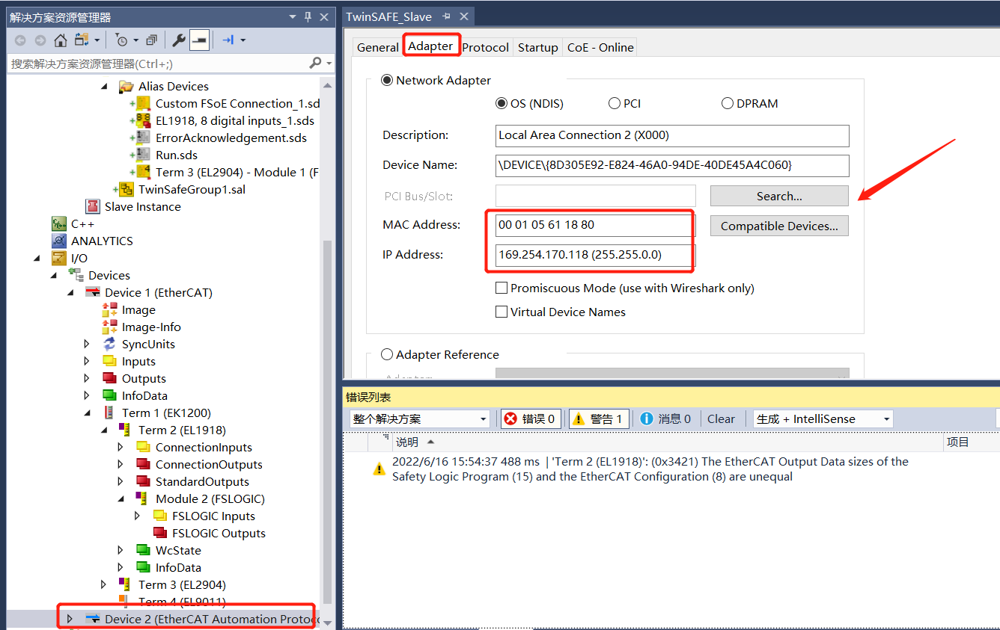 解决方案资源管理器
搜索解决方案资源管理器(Ctrl+;)
Alias Devices
Custom FSoE Connection_1.sd
EL1918, 8 digital inputs_1.sds
ErrorAcknowledgement.sds
Run.sds
Term 3 (EL2904) - Module 1 (F
TwinSafeGroup1.sal
Slave Instance
C++
ANALYTICS
I/O
Devices
Device 1 (EtherCAT)
Image
Image-Info
SyncUnits
Inputs
Outputs
InfoData
Term 1 (EK1200)
Term 2 (EL1918)
ConnectionInputs
ConnectionOutputs
StandardOutputs
Module 2 (FSLOGIC)
FSLOGIC Inputs
FSLOGIC Outputs
WcState
InfoData
Term 3 (EL2904)
Term 4 (EL9011)
Device 2 (EtherCAT Automation Protoc
TwinSAFE_Slave
General Adapter Protocol Startup CoE - Online
Network Adapter
OS (NDIS) PCI DPRAM
Description: Local Area Connection 2 (X000)
Device Name: \DEVICE\{8D305E92-E824-46A0-94DE-40DE45A4C060}
PCI Bus/Slot: Search...
MAC Address: 00 01 05 61 18 80 Compatible Devices...
IP Address: 169.254.170.118 (255.255.0.0)
Promiscuous Mode (use with Wireshark only)
Virtual Device Names
Adapter Reference
错误列表
整个解决方案 错误 0 警告 1 消息 0 Clear 生成 + IntelliSense
说明 项目
2022/6/16 15:54:37 488 ms | 'Term 2 (EL1918)': (0x3421) The EtherCAT Output Data sizes of the
Safety Logic Program (15) and the EtherCAT Configuration (8) are unequal